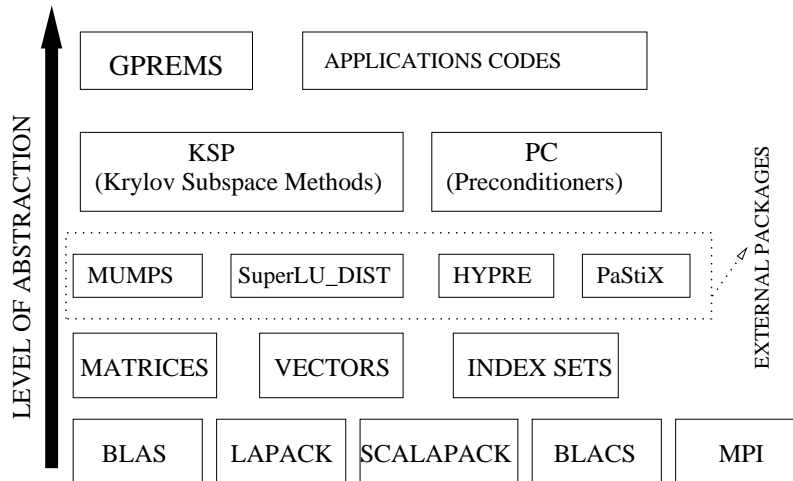 LEVEL OF ABSTRACTION
GPREMS
APPLICATIONS CODES
KSP
(Krylov Subspace Methods)
PC
(Preconditioners)
MUMPS
SuperLU_DIST
HYPRE
PaStiX
EXTERNAL PACKAGES
MATRICES
VECTORS
INDEX SETS
BLAS
LAPACK
SCALAPACK
BLACS
MPI